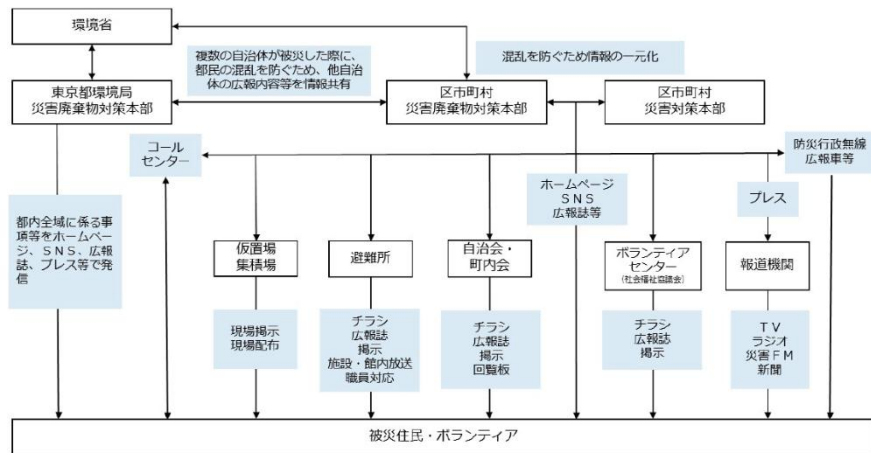 環境省
複数の自治体が被災した際に、
都民の混乱を防ぐため、他自治
体の広報内容等を情報共有
混乱を防ぐため情報の一元化
東京都環境局
災害廃棄物対策本部
区市町村
災害廃棄物対策本部
区市町村
災害対策本部
コール
センター
防災行政無線
広報車等
ホームページ
ＳＮＳ
広報誌等
プレス
都内全域に係る事
項等をホームペー
ジ、ＳＮＳ、広報
誌、プレス等で発
信
仮置場
集積場
避難所
自治会・
町内会
ボランティア
センター
(社会福祉協議会)
報道機関
現場掲示
現場配布
チラシ
広報誌
掲示
施設・館内放送
職員対応
チラシ
広報誌
掲示
回覧板
チラシ
広報誌
掲示
ＴＶ
ラジオ
災害ＦＭ
新聞
被災住民・ボランティア